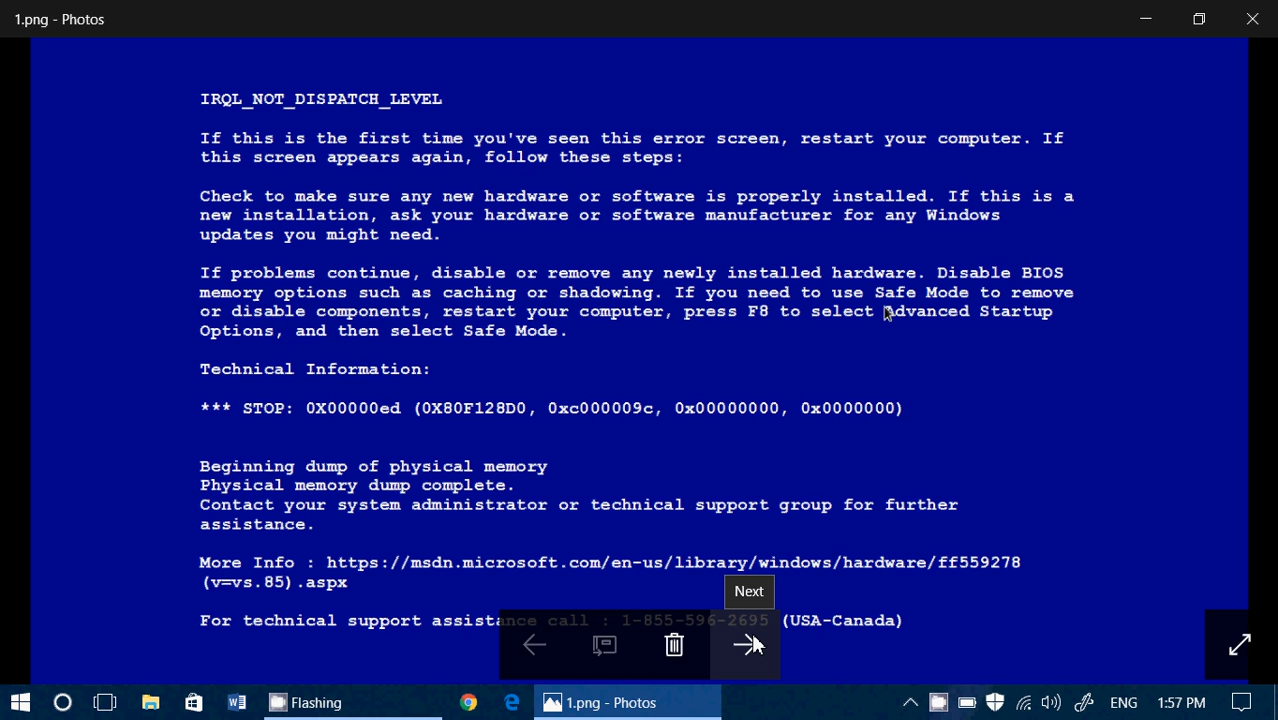 1.png - Photos
IRQL_NOT_DISPATCH_LEVEL
If this is the first time you've seen this error screen, restart your computer. If
this screen appears again, follow these steps:
Check to make sure any new hardware or software is properly installed. If this is a
new installation, ask your hardware or software manufacturer for any Windows
updates you might need.
If problems continue, disable or remove any newly installed hardware. Disable BIOS
memory options such as caching or shadowing. If you need to use Safe Mode to remove
or disable components, restart your computer, press F8 to select Advanced Startup
Options, and then select Safe Mode.
Technical Information:
*** STOP: 0X00000ed (0X80F128D0, 0xc000009c, 0x00000000, 0x0000000)
Beginning dump of physical memory
Physical memory dump complete.
Contact your system administrator or technical support group for further
assistance.
More Info : https://msdn.microsoft.com/en-us/library/windows/hardware/ff559278
(v=vs.85).aspx
Next
For technical support assistance call : 1-855-596-2695 (USA-Canada)
Flashing
1.png - Photos
ENG
1:57 PM